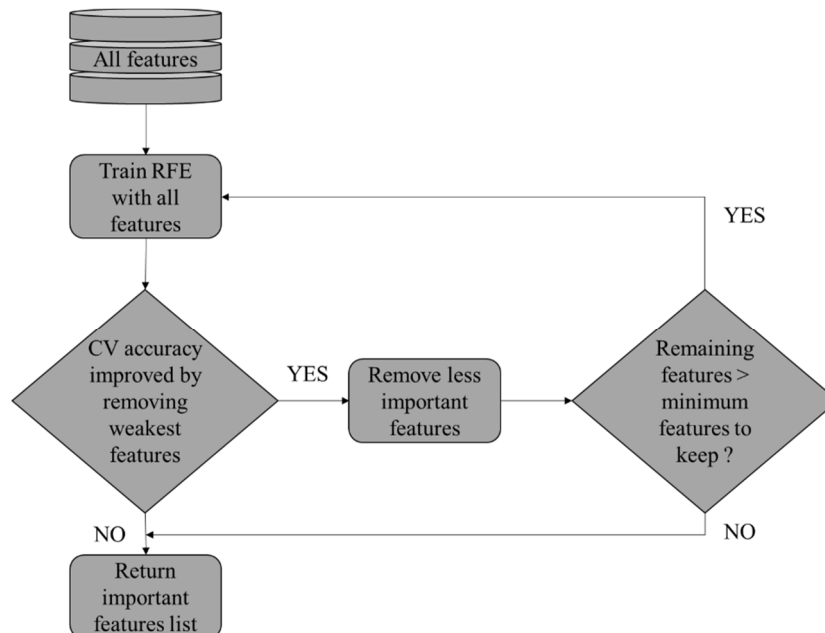 All features
Train RFE
with all
features
YES
CV accuracy
improved by
removing
weakest
features
YES
Remove less
important
features
Remaining
features >
minimum
features to
keep ?
NO
NO
Return
important
features list